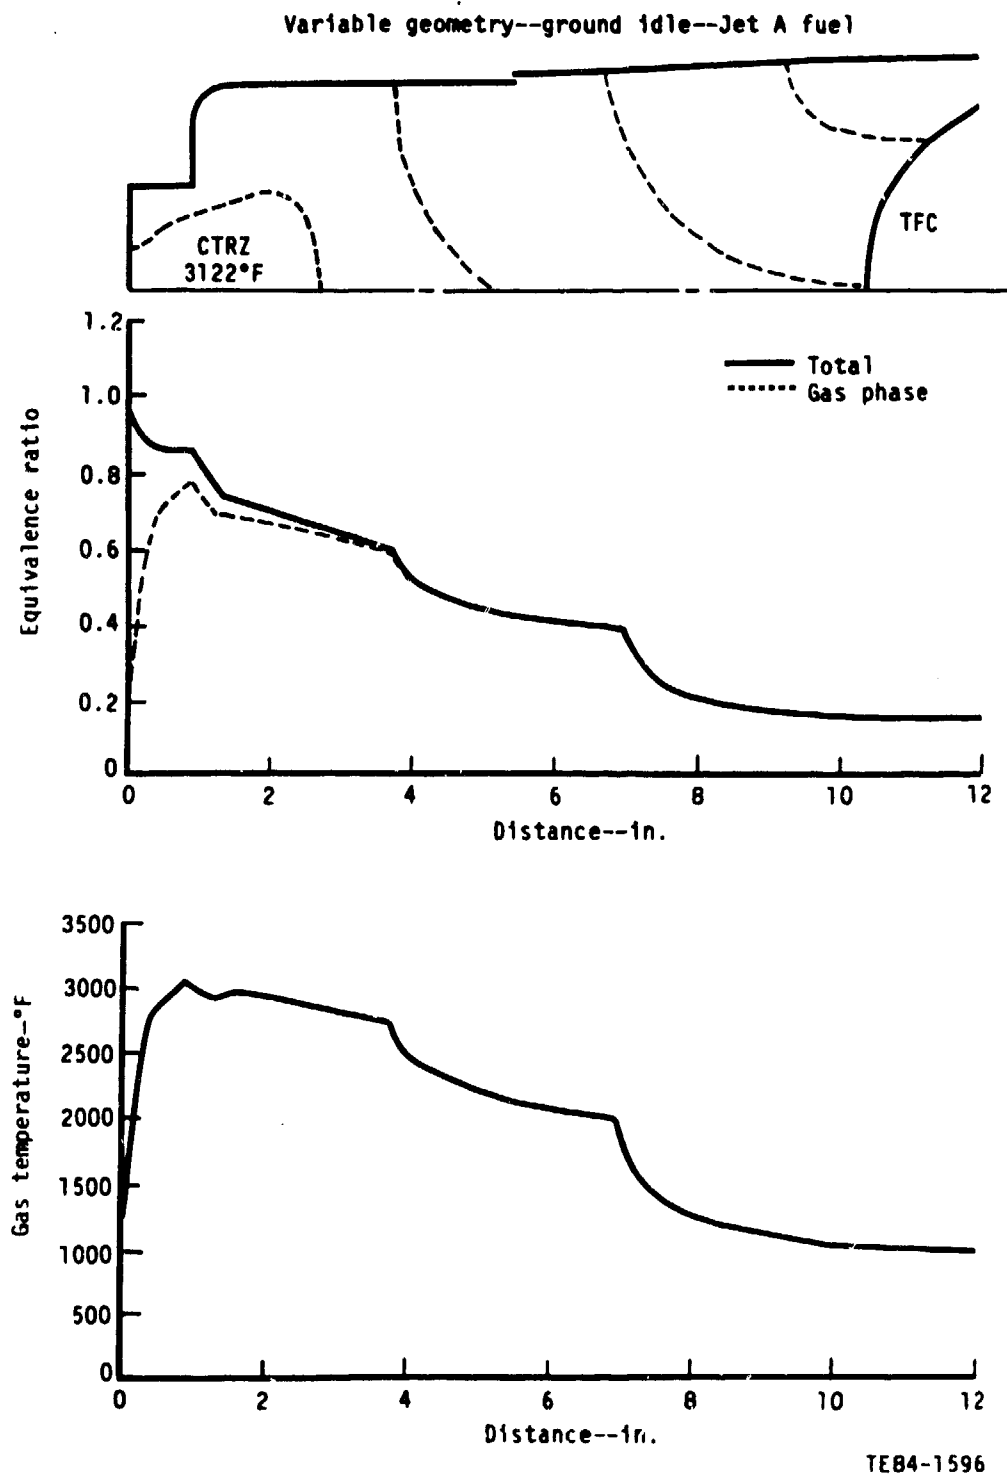 Variable geometry--ground idle--Jet A fuel
CTRZ
3122°F
TFC
Total
Gas phase
Equivalence ratio
1.2
1.0
0.8
0.6
0.4
0.2
0
0 2 4 6 8 10 12
Distance--in.
Gas temperature—°F
3500
3000
2500
2000
1500
1000
500
0
0 2 4 6 8 10 12
Distance--in.
TE84-1596